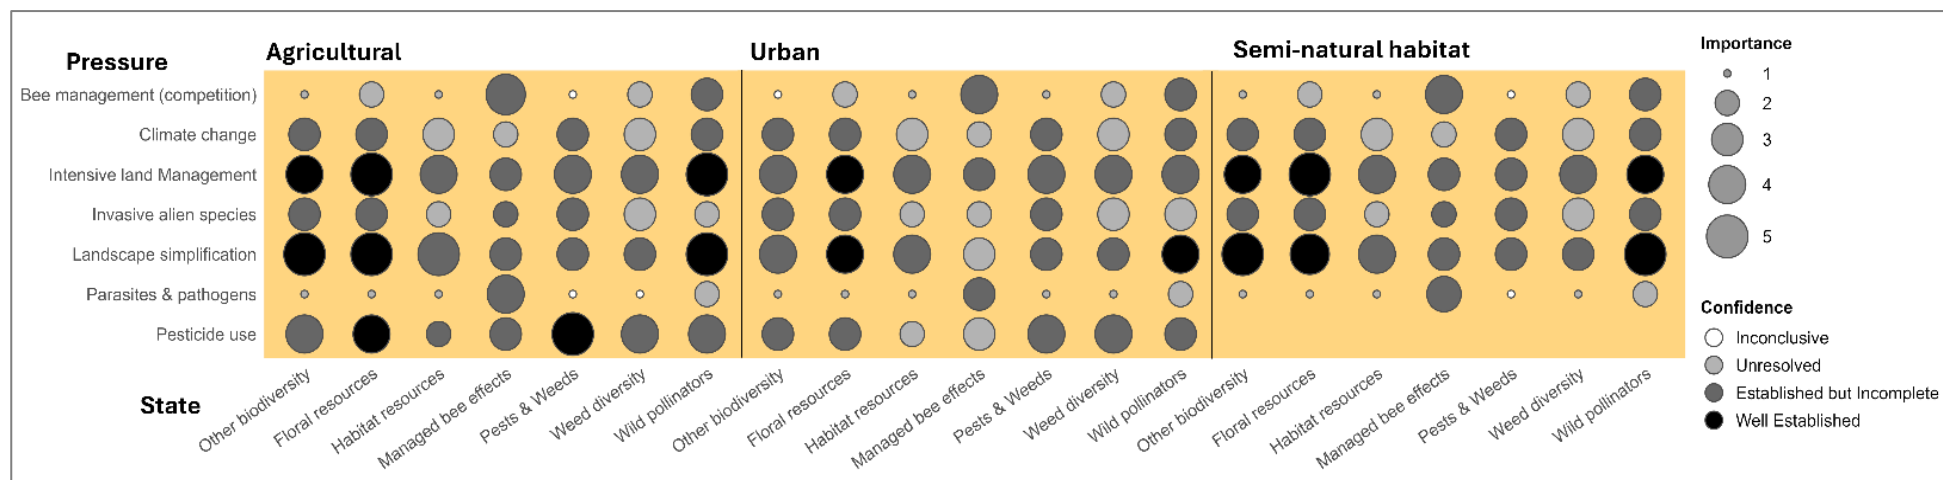 Pressure
Agricultural
Urban
Semi-natural habitat
Bee management (competition)
Climate change
Intensive land Management
Invasive alien species
Landscape simplification
Parasites & pathogens
Pesticide use
State
Other biodiversity
Floral resources
Habitat resources
Managed bee effects
Pests & Weeds
Weed diversity
Wild pollinators
Other biodiversity
Floral resources
Habitat resources
Managed bee effects
Pests & Weeds
Weed diversity
Wild pollinators
Other biodiversity
Floral resources
Habitat resources
Managed bee effects
Pests & Weeds
Weed diversity
Wild pollinators
Importance
1
2
3
4
5
Confidence
Inconclusive
Unresolved
Established but Incomplete
Well Established